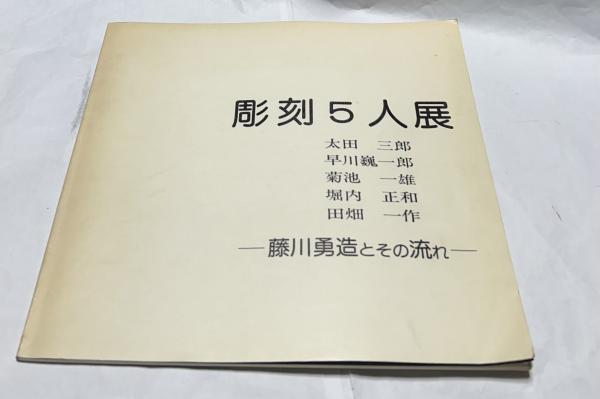 彫刻5人展
太田 三郎
早川巍一郎
菊池 一雄
堀内 正和
田畑 一作
―藤川勇造とその流れ―